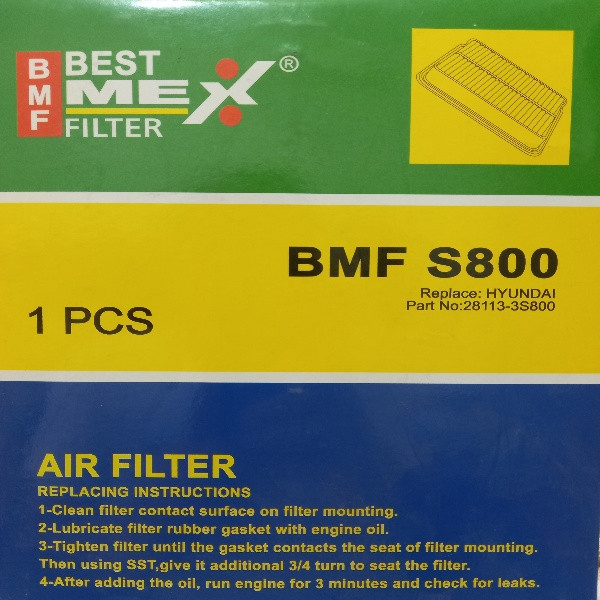 BMF
BEST
MEX®
FILTER
BMF S800
Replace: HYUNDAI
Part No:28113-3S800
1 PCS
AIR FILTER
REPLACING INSTRUCTIONS
1-Clean filter contact surface on filter mounting.
2-Lubricate filter rubber gasket with engine oil.
3-Tighten filter until the gasket contacts the seat of filter mounting.
Then using SST,give it additional 3/4 turn to seat the filter.
4-After adding the oil, run engine for 3 minutes and check for leaks.